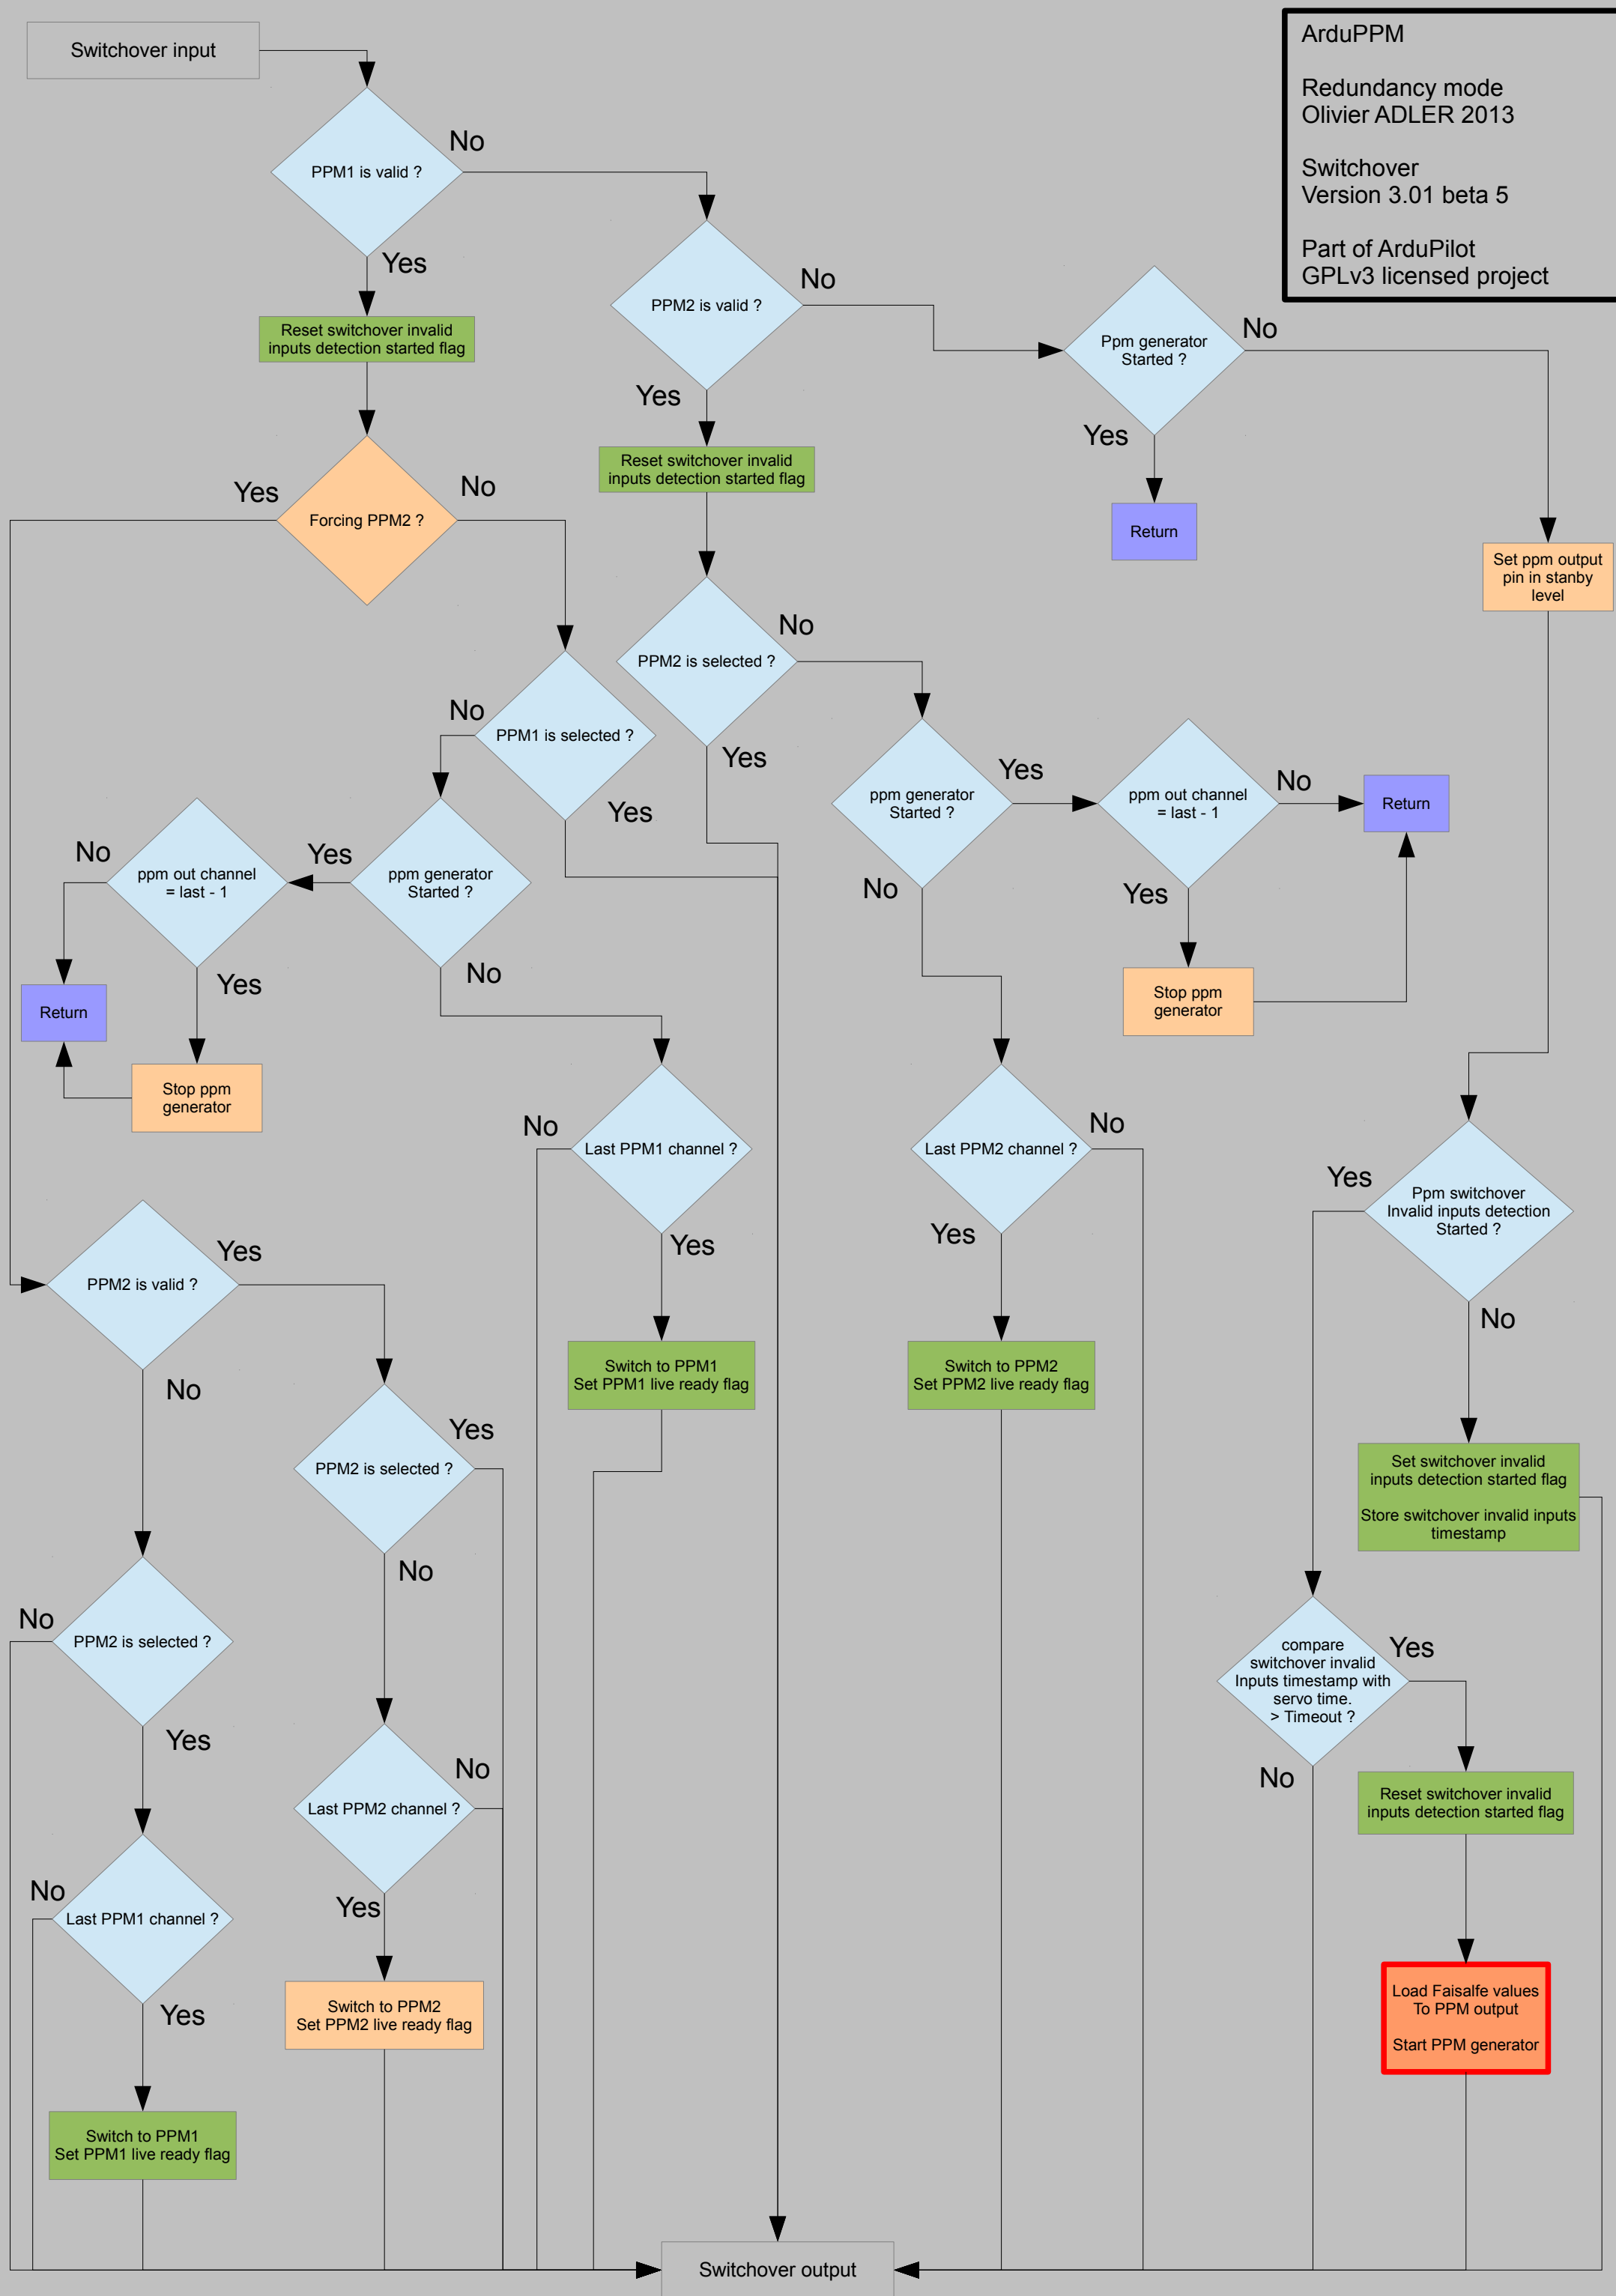 Switchover input
ArduPPM
Redundancy mode
Olivier ADLER 2013
Switchover
Version 3.01 beta 5
Part of ArduPilot
GPLv3 licensed project
PPM1 is valid ?
No
Yes
PPM2 is valid ?
No
Yes
Ppm generator
Started ?
No
Yes
Return
Reset switchover invalid
inputs detection started flag
Reset switchover invalid
inputs detection started flag
Forcing PPM2 ?
Yes
No
Set ppm output
pin in stanby
level
PPM2 is selected ?
No
Yes
PPM1 is selected ?
No
Yes
ppm generator
Started ?
Yes
No
ppm out channel
= last - 1
No
Yes
Return
Stop ppm
generator
ppm generator
Started ?
Yes
No
ppm out channel
= last - 1
No
Yes
Return
Stop ppm
generator
Last PPM1 channel ?
No
Yes
Switch to PPM1
Set PPM1 live ready flag
Last PPM2 channel ?
No
Yes
Switch to PPM2
Set PPM2 live ready flag
Ppm switchover
Invalid inputs detection
Started ?
Yes
No
Set switchover invalid
inputs detection started flag
Store switchover invalid inputs
timestamp
PPM2 is valid ?
Yes
No
PPM2 is selected ?
Yes
No
PPM2 is selected ?
No
Yes
compare
switchover invalid
Inputs timestamp with
servo time.
> Timeout ?
Yes
No
Reset switchover invalid
inputs detection started flag
Last PPM2 channel ?
No
Yes
Last PPM1 channel ?
No
Yes
Switch to PPM2
Set PPM2 live ready flag
Load Faisalfe values
To PPM output
Start PPM generator
Switch to PPM1
Set PPM1 live ready flag
Switchover output